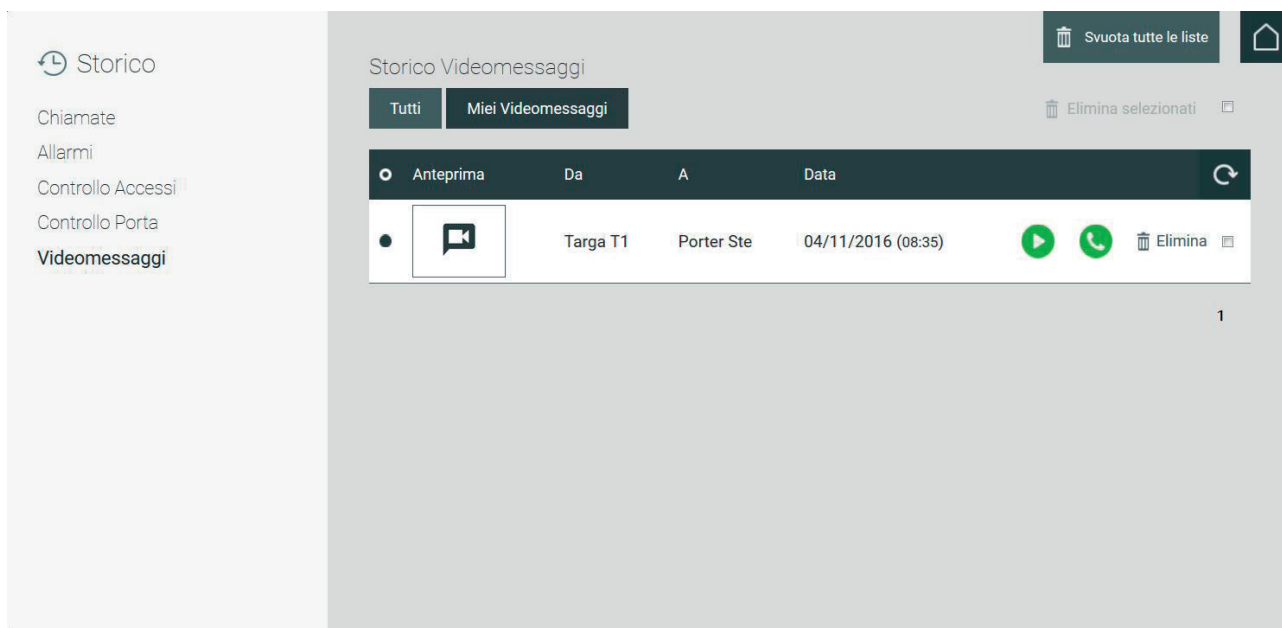 Storico
Chiamate
Allarmi
Controllo Accessi
Controllo Porta
Videomessaggi
Svuota tutte le liste
Storico Videomessaggi
Tutti Miei Videomessaggi Elimina selezionati
Anteprima Da A Data
Targa T1 Porter Ste 04/11/2016 (08:35) Elimina
1